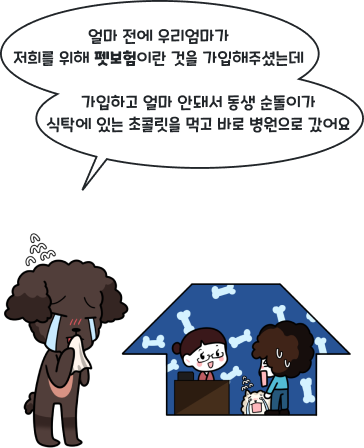 얼마 전에 우리엄마가
저희를 위해 펫보험이란 것을 가입해주셨는데
가입하고 얼마 안돼서 동생 순돌이가
식탁에 있는 초콜릿을 먹고 바로 병원으로 갔어요